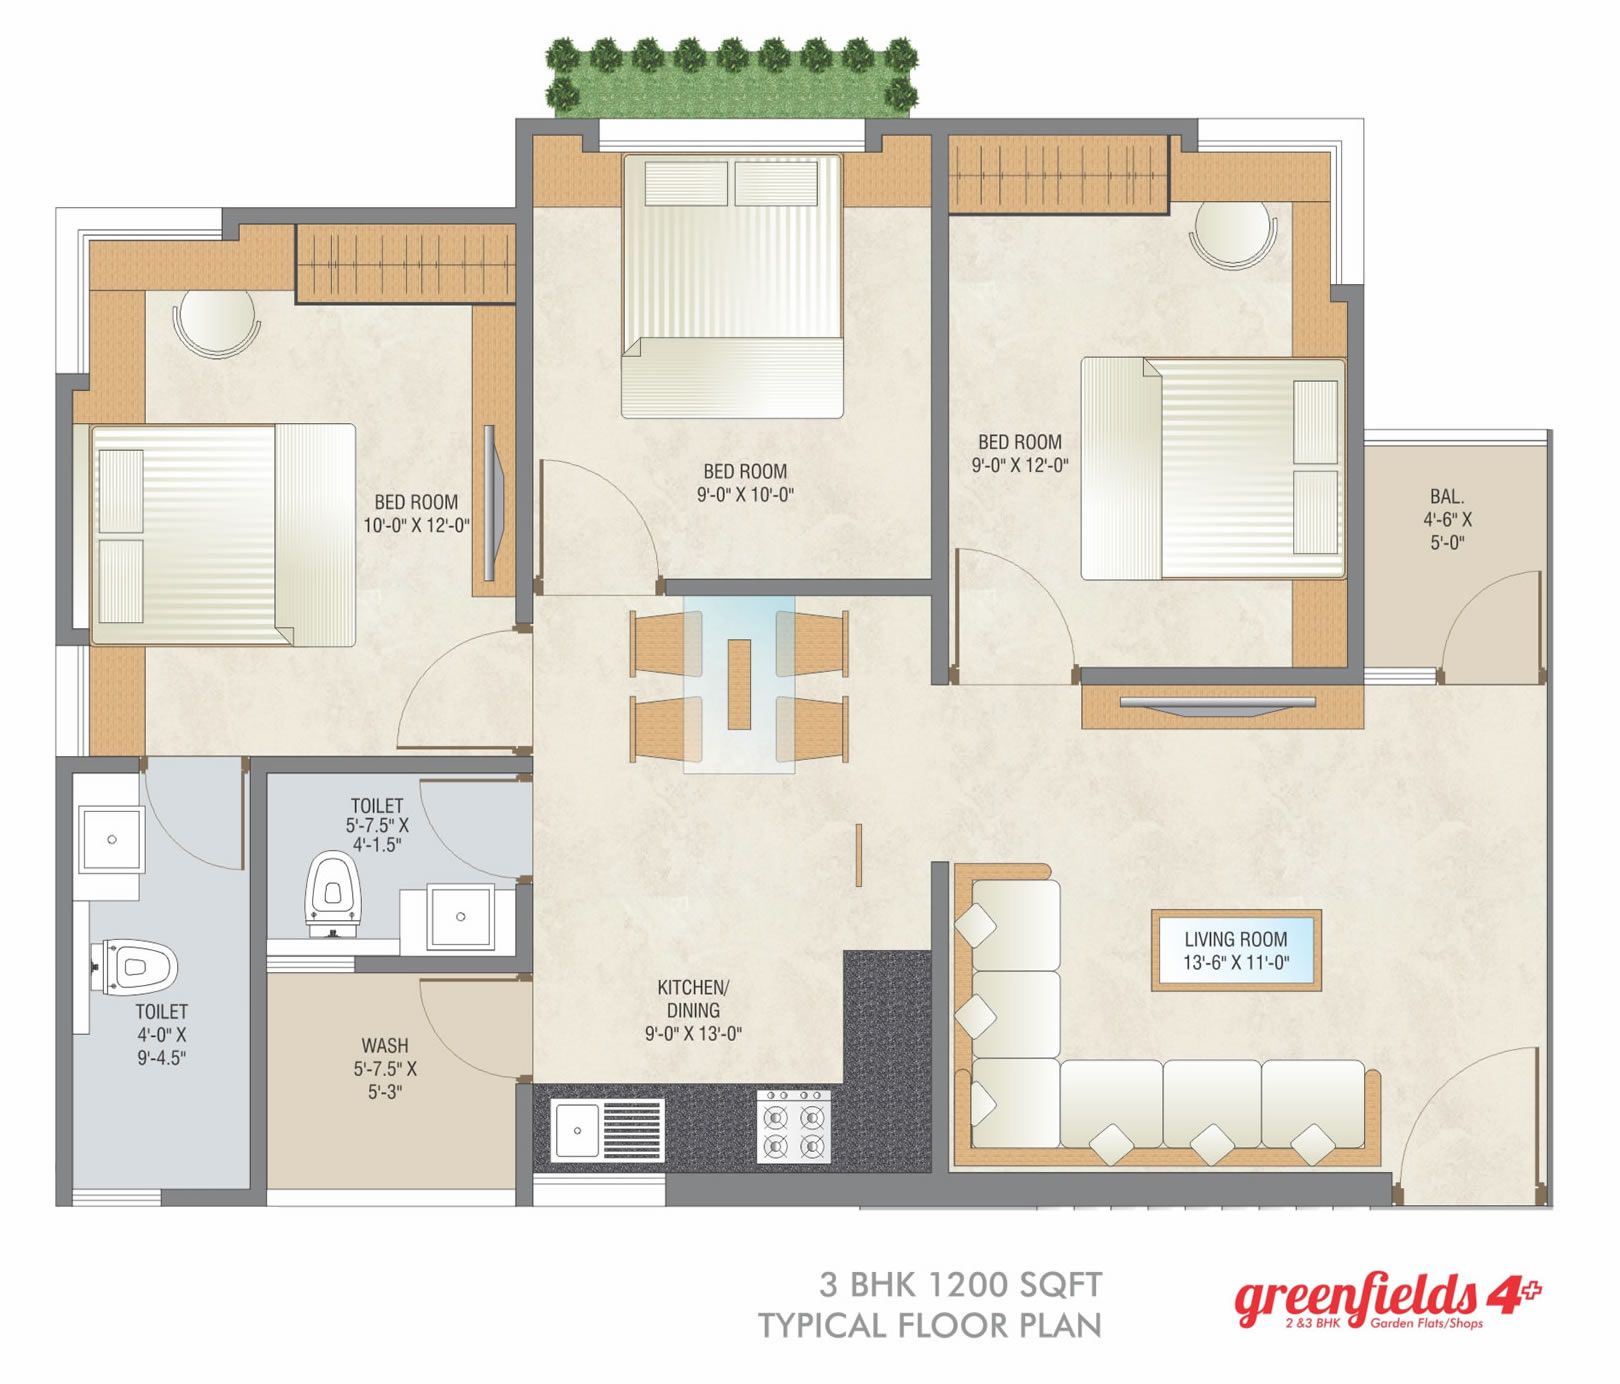 BED ROOM
10'-0" X 12'-0"
BED ROOM
9'-0" X 10'-0"
BED ROOM
9'-0" X 12'-0"
BAL.
4'-6" X
5'-0"
TOILET
5'-7.5" X
4'-1.5"
TOILET
4'-0" X
9'-4.5"
WASH
5'-7.5" X
5'-3"
KITCHEN/
DINING
9'-0" X 13'-0"
LIVING ROOM
13'-6" X 11'-0"
3 BHK 1200 SQFT
TYPICAL FLOOR PLAN
greenfields 4+
2 &3 BHK Garden Flats/Shops